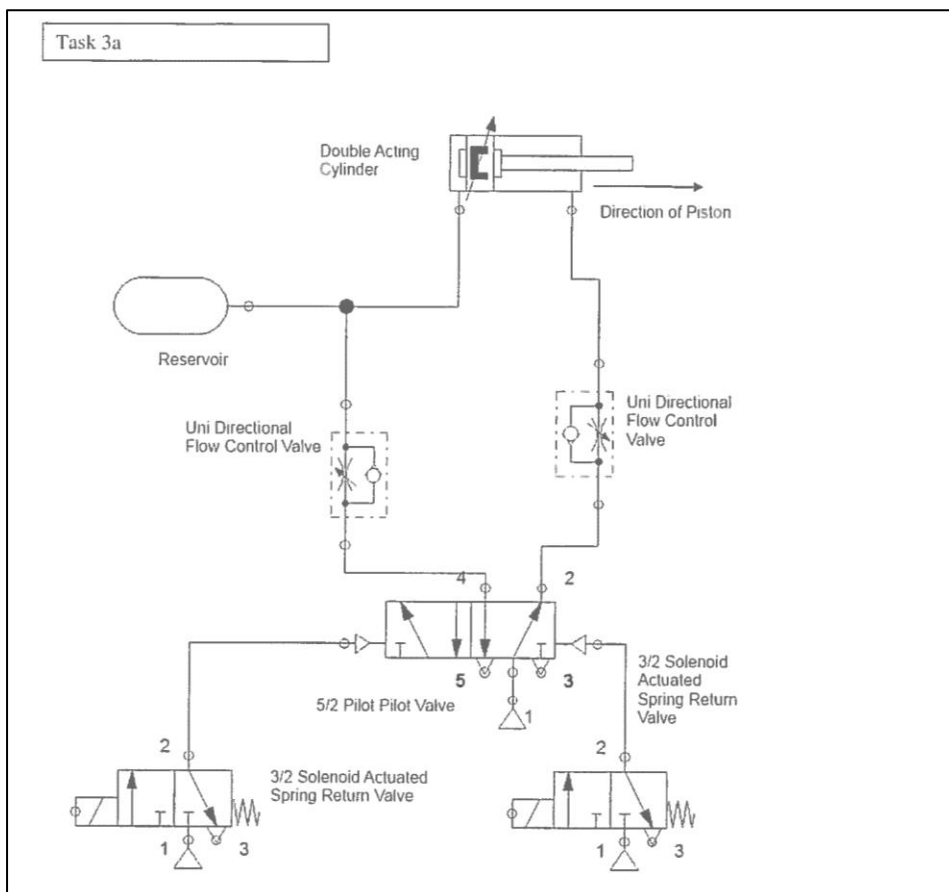 Task 3a
Double Acting
Cylinder
Direction of Piston
Reservoir
Uni Directional
Flow Control Valve
Uni Directional
Flow Control
Valve
4
2
5
3
1
5/2 Pilot Pilot Valve
3/2 Solenoid
Actuated
Spring Return
Valve
2
3/2 Solenoid Actuated
Spring Return Valve
1
3
2
1
3